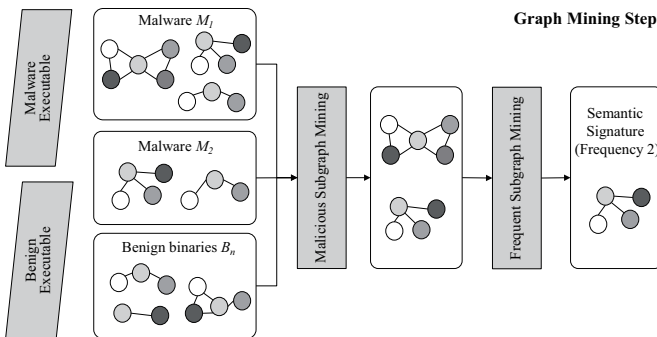 Graph Mining Step
Malware
Executable
Benign
Executable
Malware M1
Malware M2
Benign binaries Bn
Malicious Subgraph Mining
Frequent Subgraph Mining
Semantic
Signature
(Frequency 2)